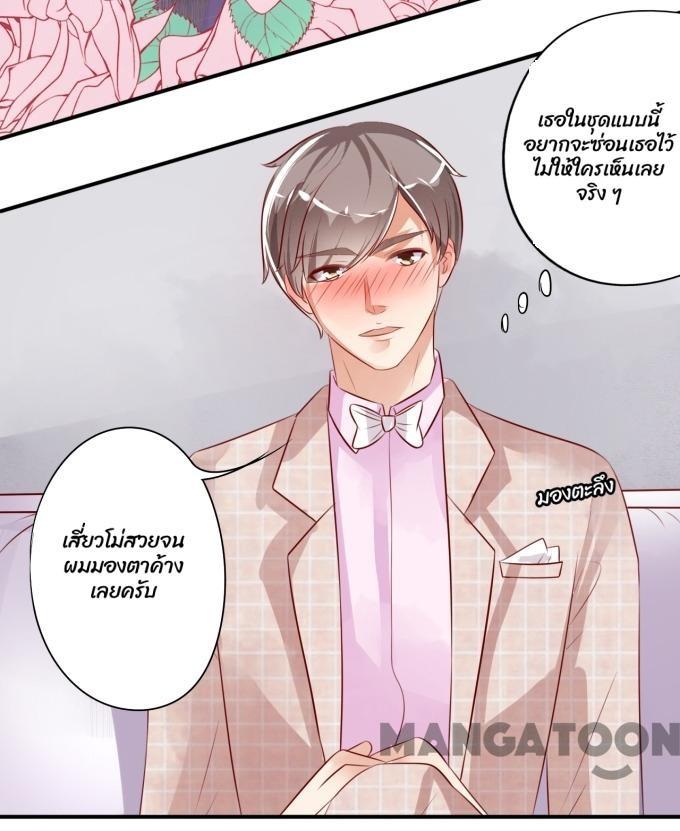 เธอในชุดแบบนี้
อยากจะซ่อนเธอไว้
ไม่ให้ใครเห็นเลย
จริง ๆ
มองตะลึง
เสี่ยวโม่สวยจน
ผมมองตาค้าง
เลยครับ
MANGATOON